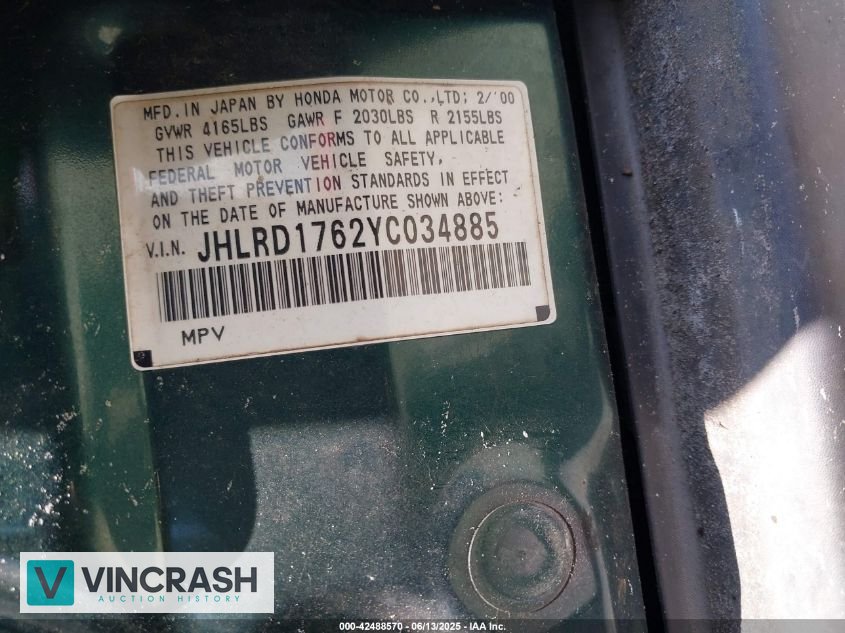 MFD. IN JAPAN BY HONDA MOTOR CO.,LTD; 2/'00
GVWR 4165LBS GAWR F 2030LBS R 2155LBS
THIS VEHICLE CONFORMS TO ALL APPLICABLE
FEDERAL MOTOR VEHICLE SAFETY,
AND THEFT PREVENTION STANDARDS IN EFFECT
ON THE DATE OF MANUFACTURE SHOWN ABOVE:
V.I.N. JHLRD1762YC034885
MPV
V VINCRASH
AUCTION HISTORY
000-42488570 - 06/13/2025 - IAA Inc.